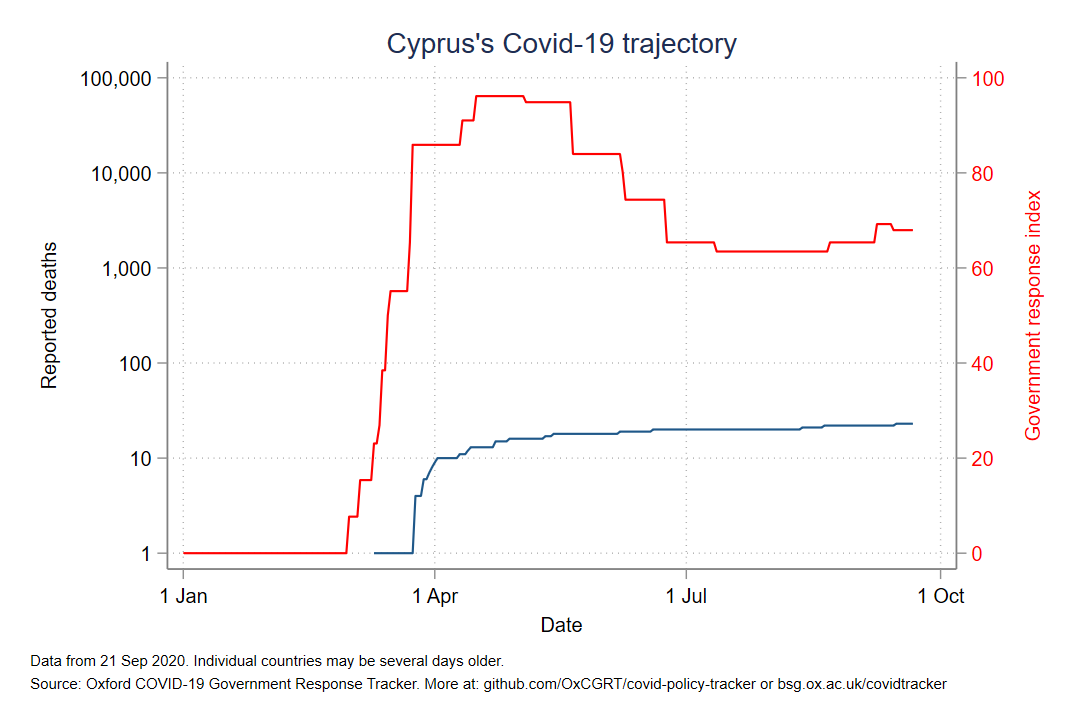 Cyprus's Covid-19 trajectory
100,000
10,000
1,000
100
10
1
Reported deaths
100
80
60
40
20
0
Government response index
1 Jan
1 Apr
1 Jul
1 Oct
Date
Data from 21 Sep 2020. Individual countries may be several days older.
Source: Oxford COVID-19 Government Response Tracker. More at: github.com/OxCGRT/covid-policy-tracker or bsg.ox.ac.uk/covidtracker